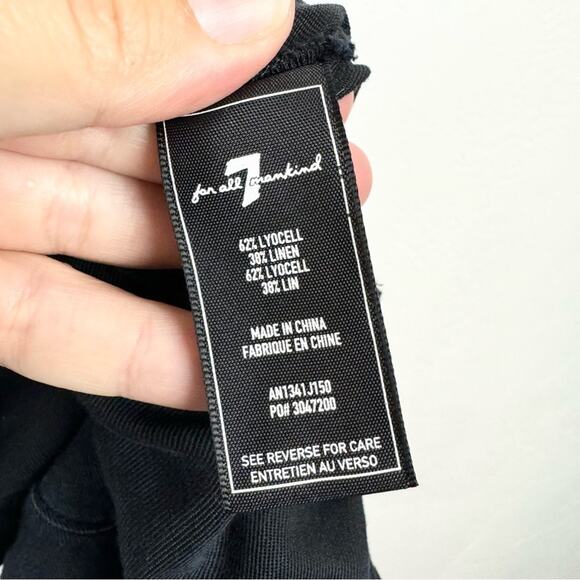 7
for all mankind
62% LYOCELL
38% LINEN
62% LYOCELL
38% LIN
MADE IN CHINA
FABRIQUE EN CHINE
AN1341J150
PO# 3047200
SEE REVERSE FOR CARE
ENTRETIEN AU VERSO